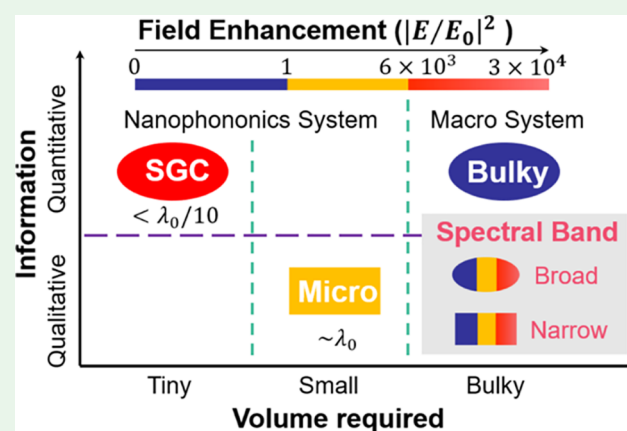 Field Enhancement (|E/E₀|²)
0 1 6 × 10³ 3 × 10⁴
Nanophononics System Macro System
Information
Quantitative
Qualitative
SGC
< λ₀/10
Bulky
Micro
~λ₀
Spectral Band
Broad
Narrow
Tiny Small Bulky
Volume required